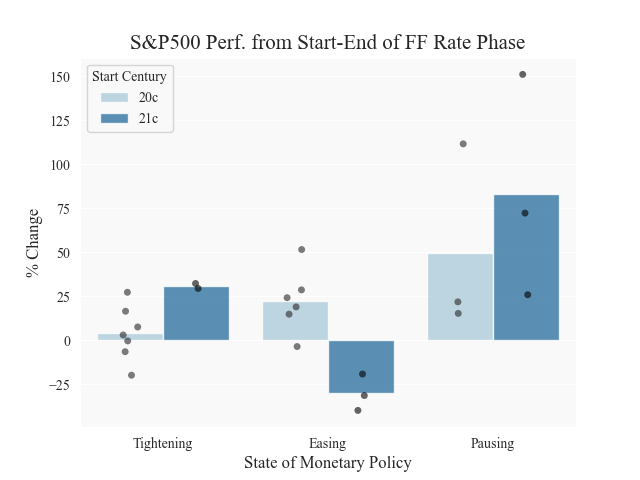 S&P500 Perf. from Start-End of FF Rate Phase
Start Century
20c
21c
150
125
100
75
50
25
0
−25
% Change
Tightening
Easing
Pausing
State of Monetary Policy